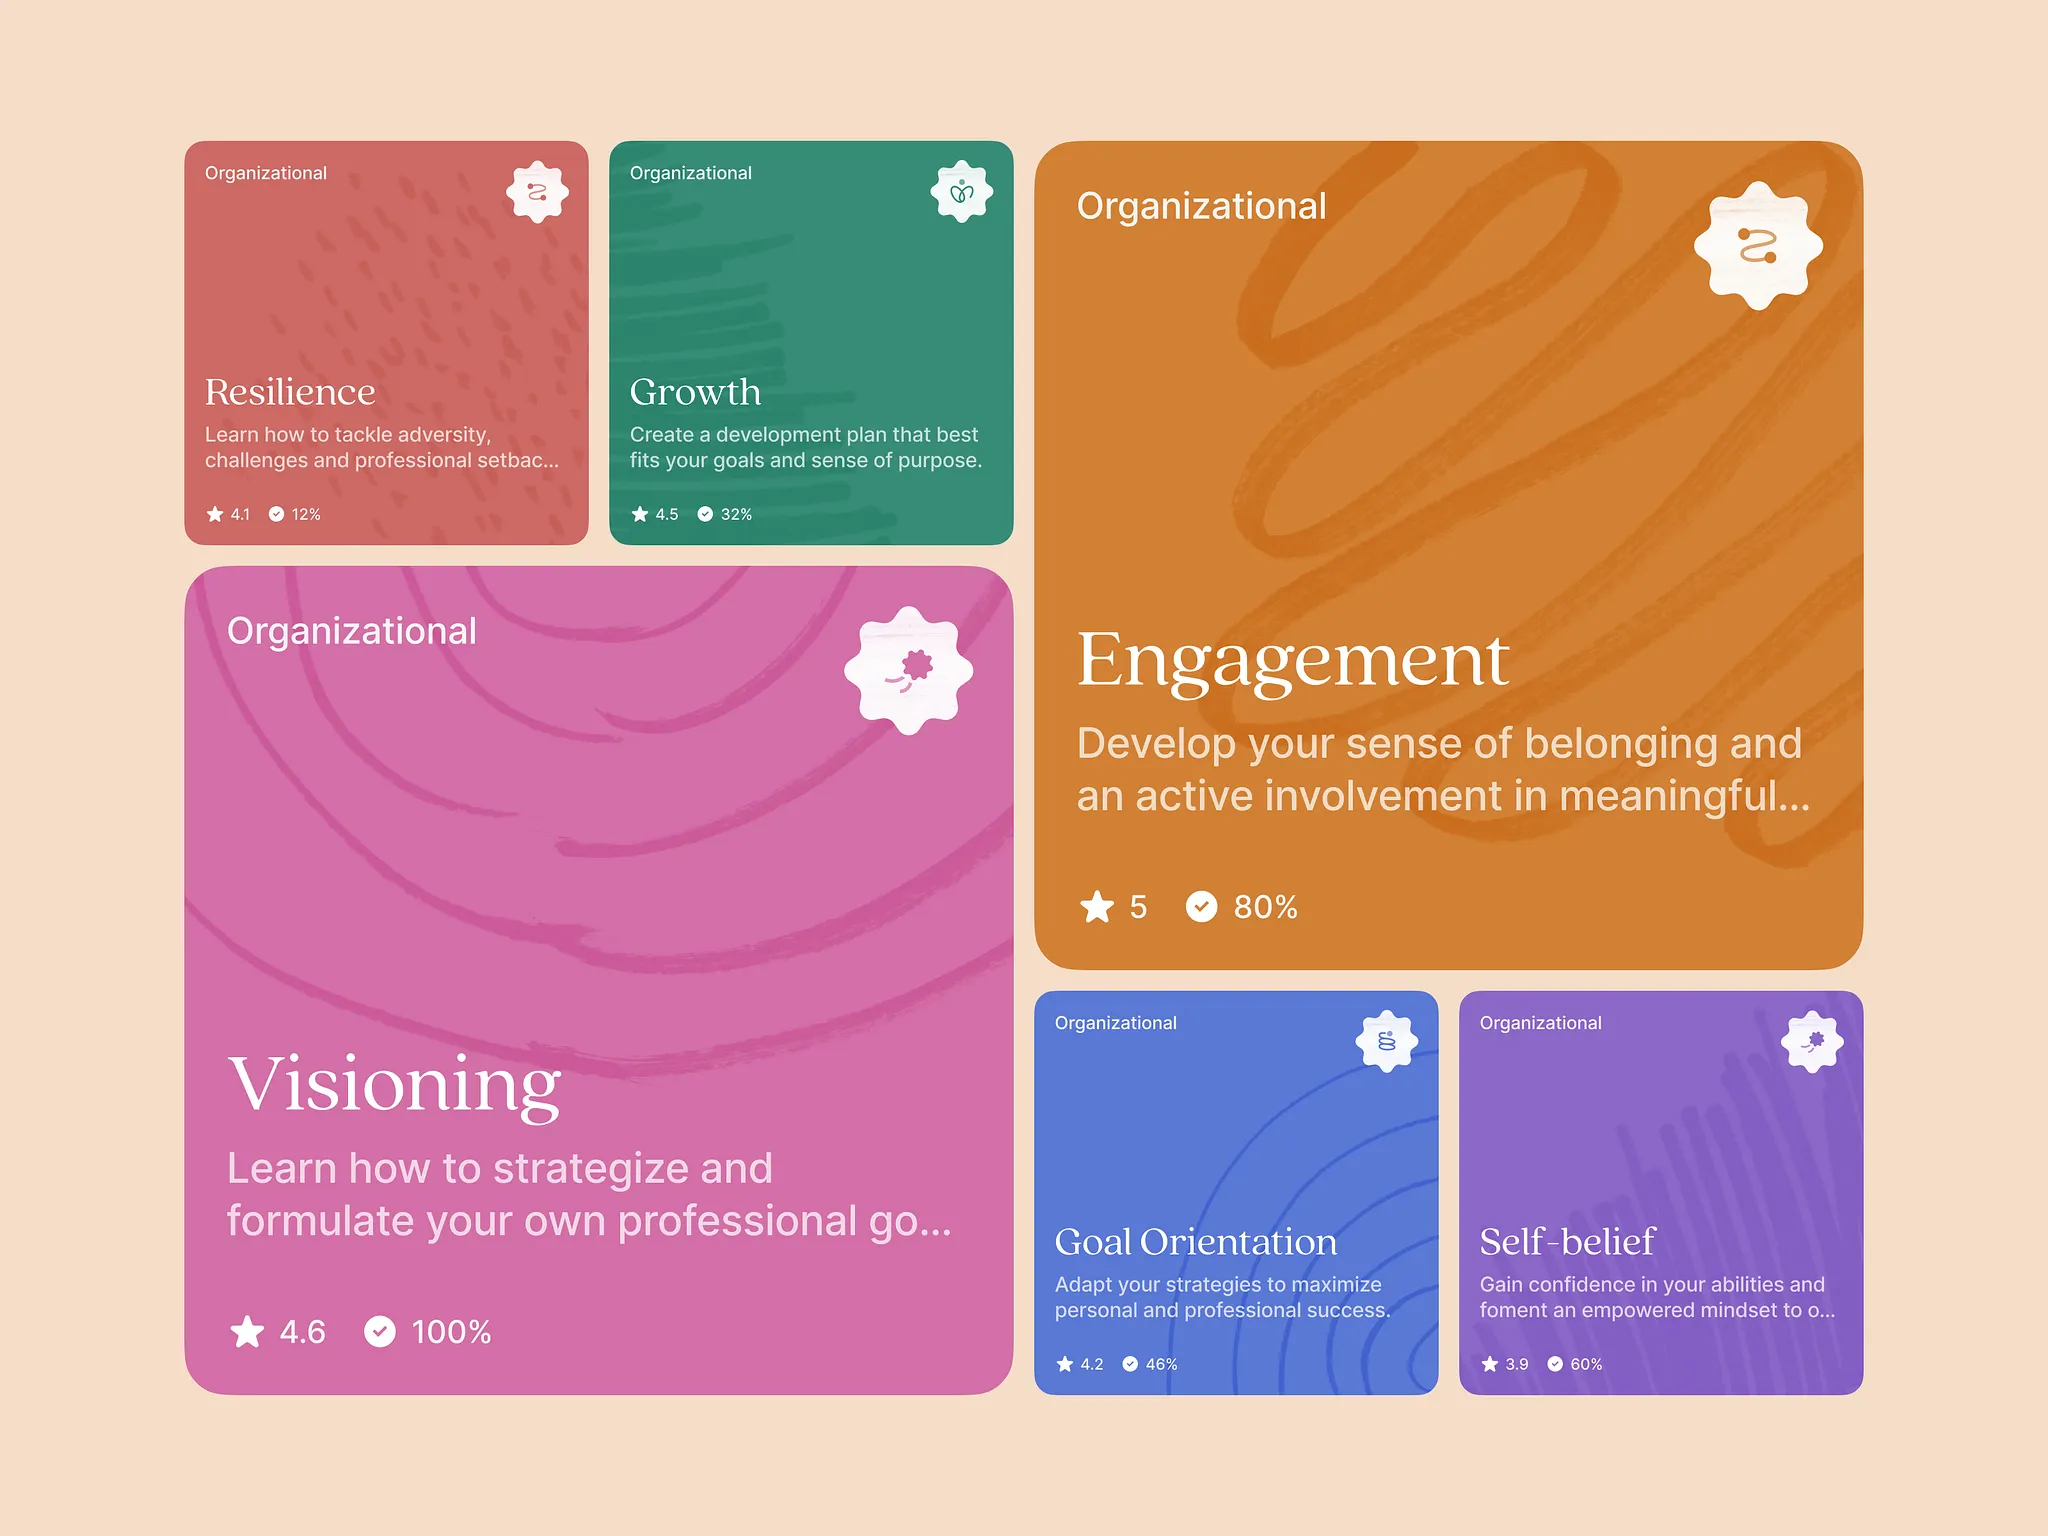 Organizational
Resilience
Learn how to tackle adversity,
challenges and professional setbac...
4.1 12%
Organizational
Growth
Create a development plan that best
fits your goals and sense of purpose.
4.5 32%
Organizational
Engagement
Develop your sense of belonging and
an active involvement in meaningful...
5 80%
Organizational
Visioning
Learn how to strategize and
formulate your own professional go...
4.6 100%
Organizational
Goal Orientation
Adapt your strategies to maximize
personal and professional success.
4.2 46%
Organizational
Self-belief
Gain confidence in your abilities and
foment an empowered mindset to o...
3.9 60%